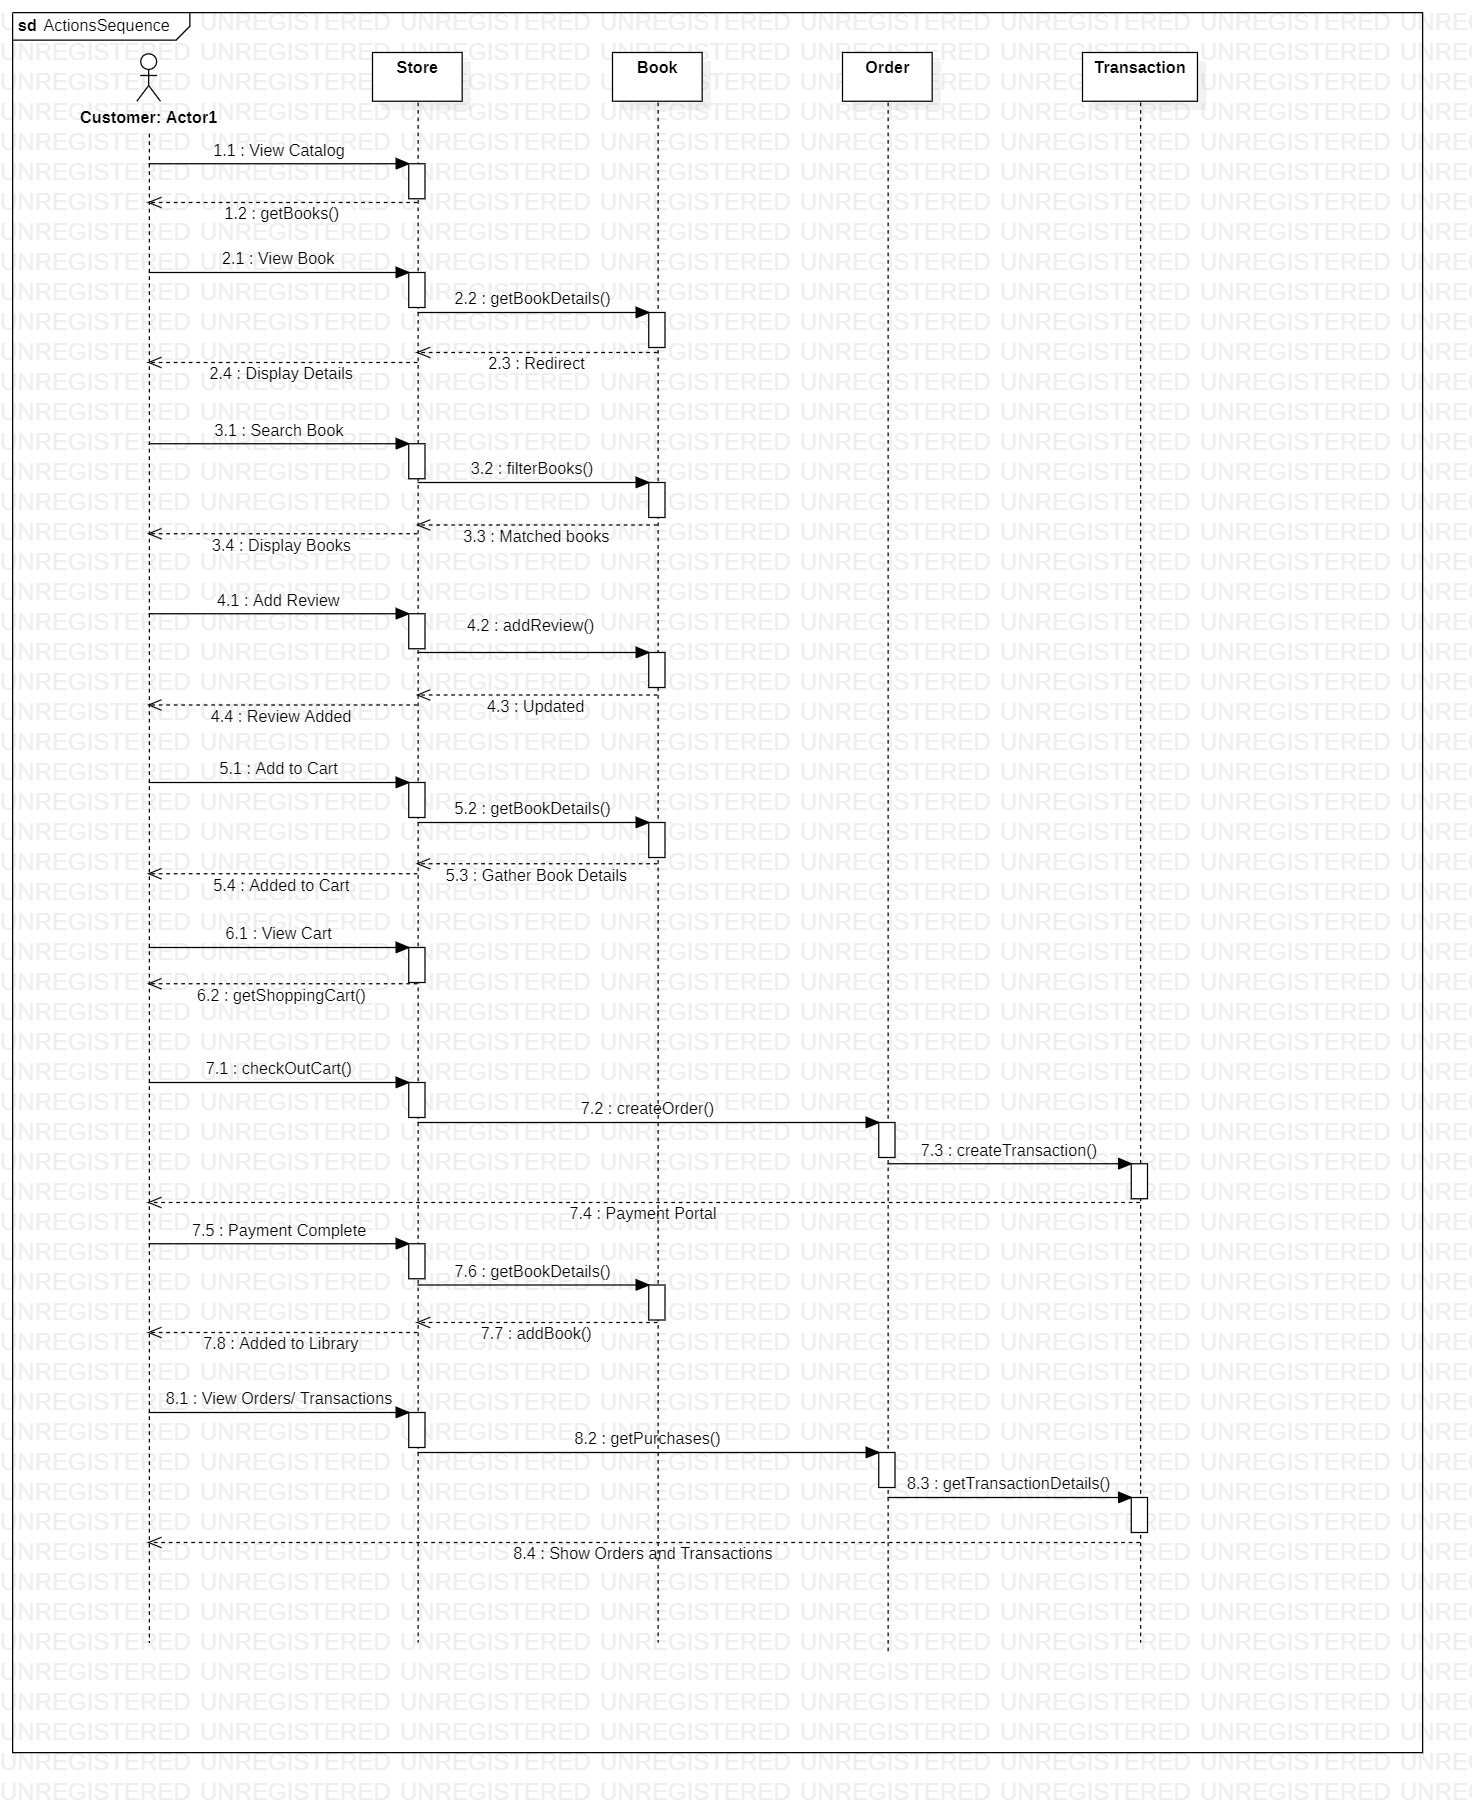 sd ActionsSequence
Customer: Actor1
Store
Book
Order
Transaction
1.1 : View Catalog
1.2 : getBooks()
2.1 : View Book
2.2 : getBookDetails()
2.3 : Redirect
2.4 : Display Details
3.1 : Search Book
3.2 : filterBooks()
3.3 : Matched books
3.4 : Display Books
4.1 : Add Review
4.2 : addReview()
4.3 : Updated
4.4 : Review Added
5.1 : Add to Cart
5.2 : getBookDetails()
5.3 : Gather Book Details
5.4 : Added to Cart
6.1 : View Cart
6.2 : getShoppingCart()
7.1 : checkOutCart()
7.2 : createOrder()
7.3 : createTransaction()
7.4 : Payment Portal
7.5 : Payment Complete
7.6 : getBookDetails()
7.7 : addBook()
7.8 : Added to Library
8.1 : View Orders/ Transactions
8.2 : getPurchases()
8.3 : getTransactionDetails()
8.4 : Show Orders and Transactions
UNREGISTERED UNREGISTERED UNREGISTERED UNREGISTERED UNREGISTERED UNREGISTERED UNREGISTERED UNREGISTERED